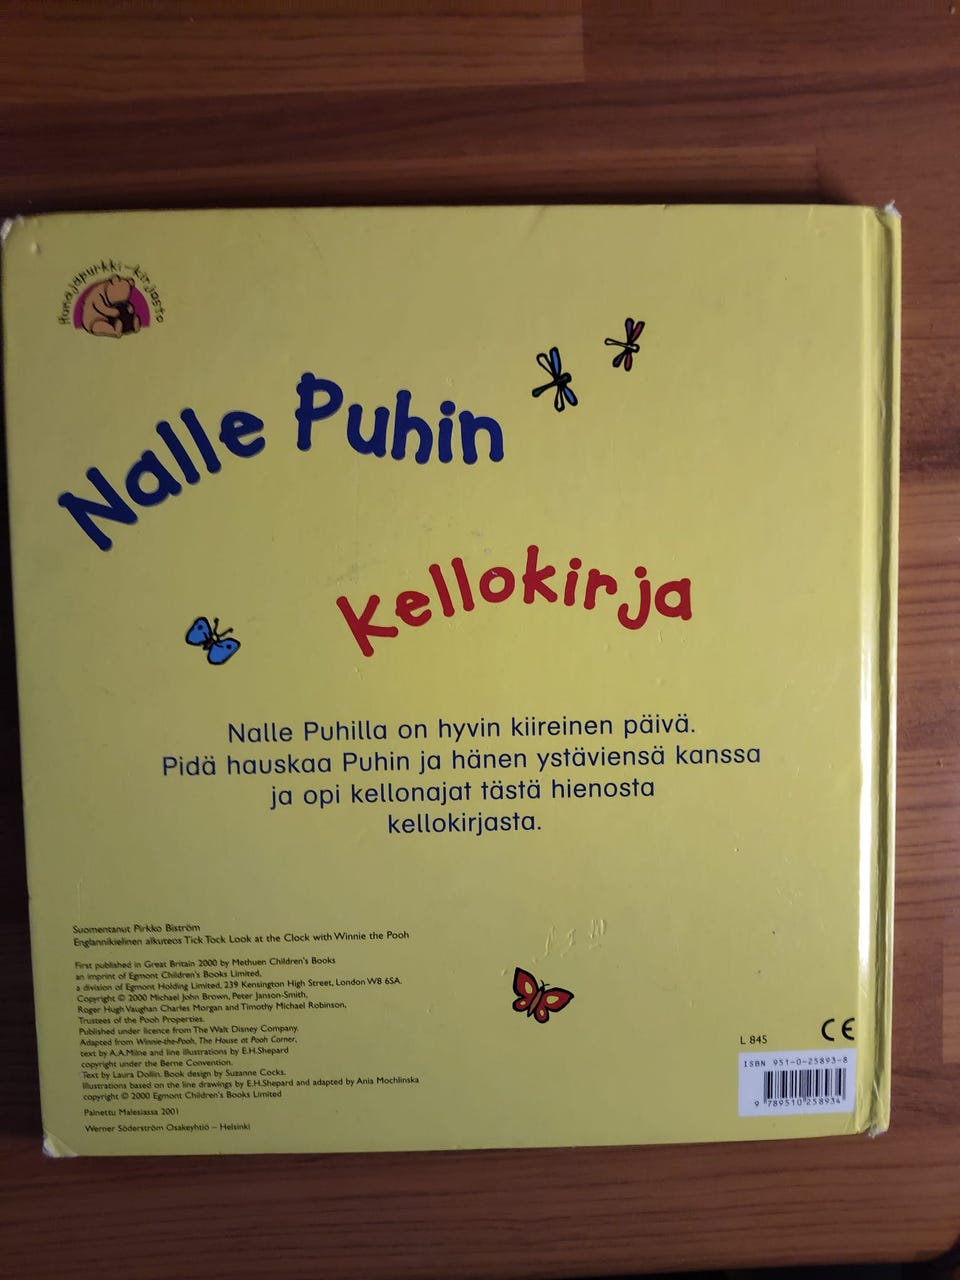 Hunajapurkki-kirjasto
Nalle Puhin
Kellokirja
Nalle Puhilla on hyvin kiireinen päivä.
Pidä hauskaa Puhin ja hänen ystäviensä kanssa
ja opi kellonajat tästä hienosta
kellokirjasta.
Suomentanut Pirkko Biström
Englannikielinen alkuteos Tick Tock Look at the Clock with Winnie the Pooh
First published in Great Britain 2000 by Methuen Children's Books
an imprint of Egmont Children's Books Limited,
a division of Egmont Holding Limited, 239 Kensington High Street, London W8 6SA.
Copyright © 2000 Michael John Brown, Peter Janson-Smith,
Roger Hugh Vaughan Charles Morgan and Timothy Michael Robinson,
Trustees of the Pooh Properties.
Published under licence from The Walt Disney Company.
Adapted from Winnie-the-Pooh, The House at Pooh Corner,
text by A.A.Milne and line illustrations by E.H.Shepard
copyright under the Berne Convention.
Text by Laura Dollin. Book design by Suzanne Cocks.
Illustrations based on the line drawings by E.H.Shepard and adapted by Ania Mochlinska
copyright © 2000 Egmont Children's Books Limited
Painettu Malesiassa 2001
Werner Söderström Osakeyhtiö – Helsinki
L 845
CE
ISBN 951-0-25893-8
9 789510 258934